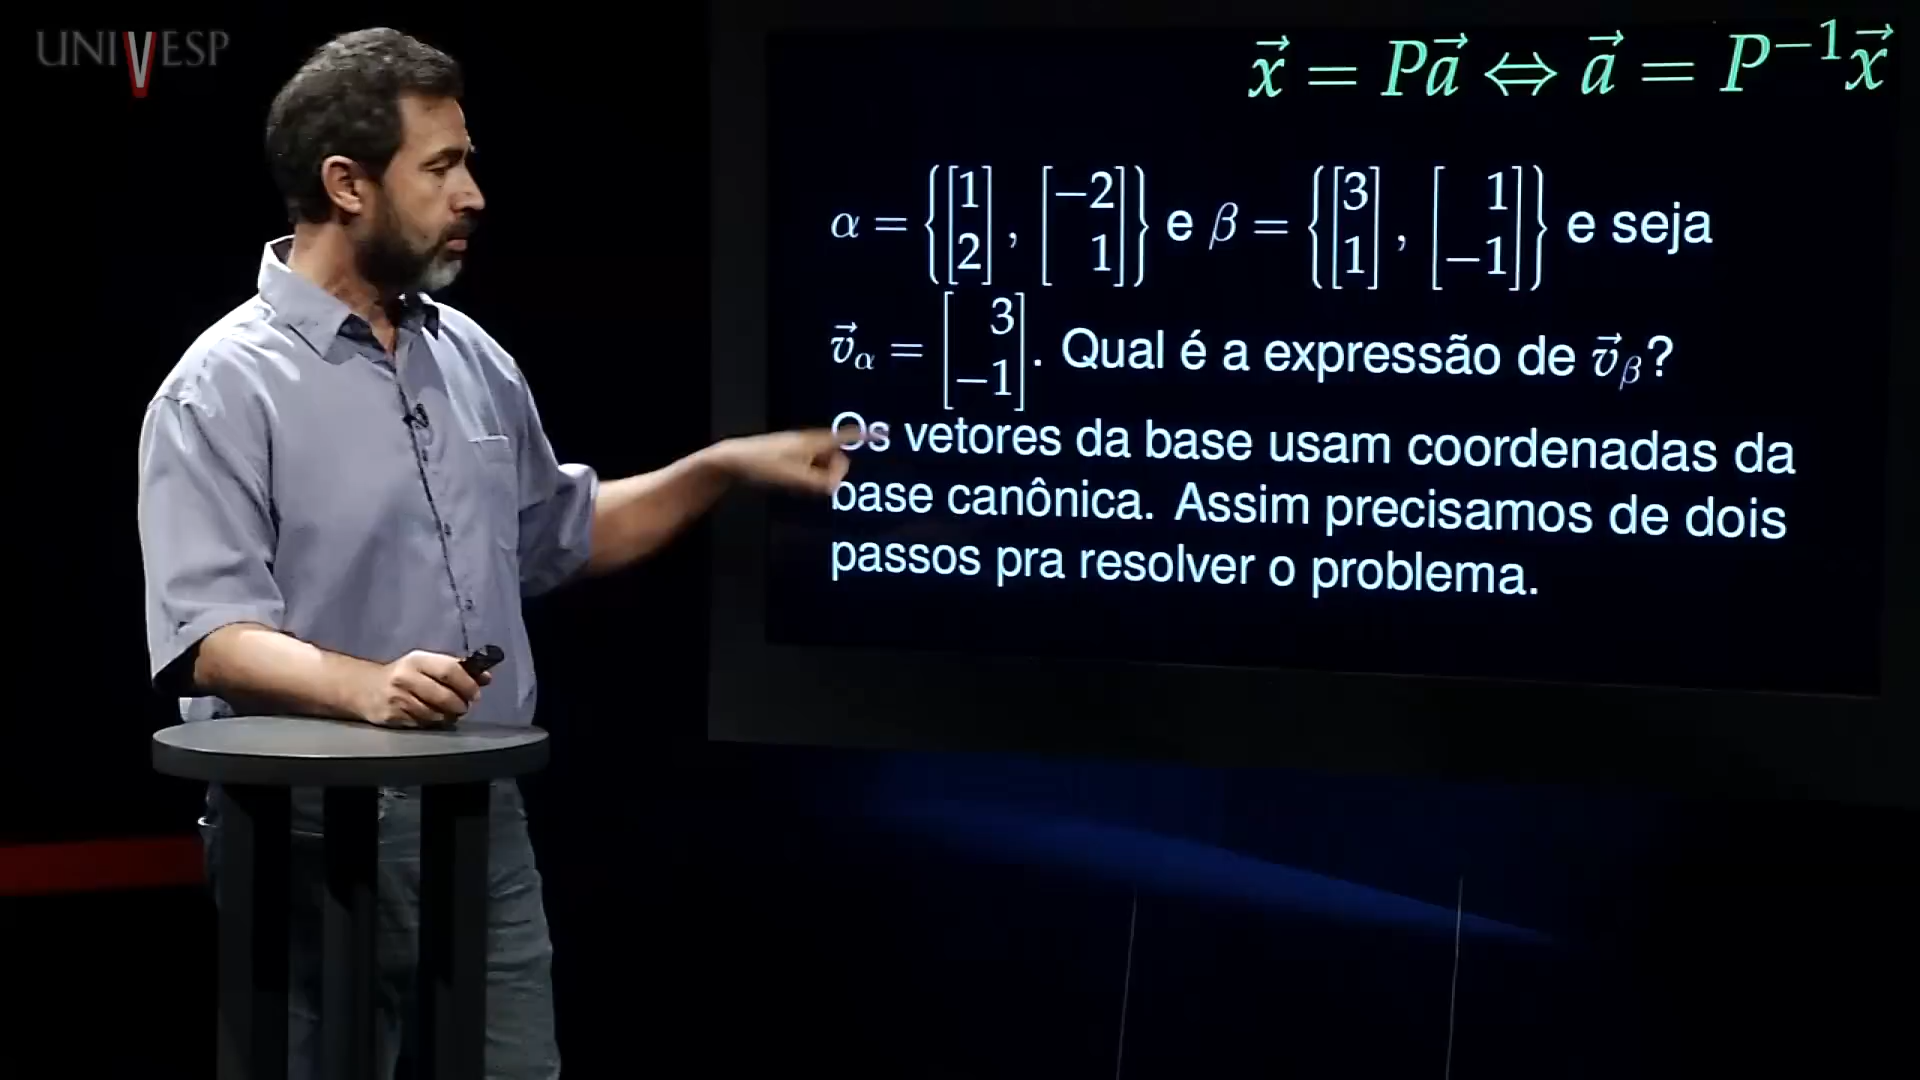 UNIVESP
x⃗ = Pa⃗ ⇔ a⃗ = P⁻¹x⃗
α = {[1 2], [−2 1]} e β = {[3 1], [1 −1]} e seja
v⃗α = [3 −1]. Qual é a expressão de v⃗β?
Os vetores da base usam coordenadas da
base canônica. Assim precisamos de dois
passos pra resolver o problema.